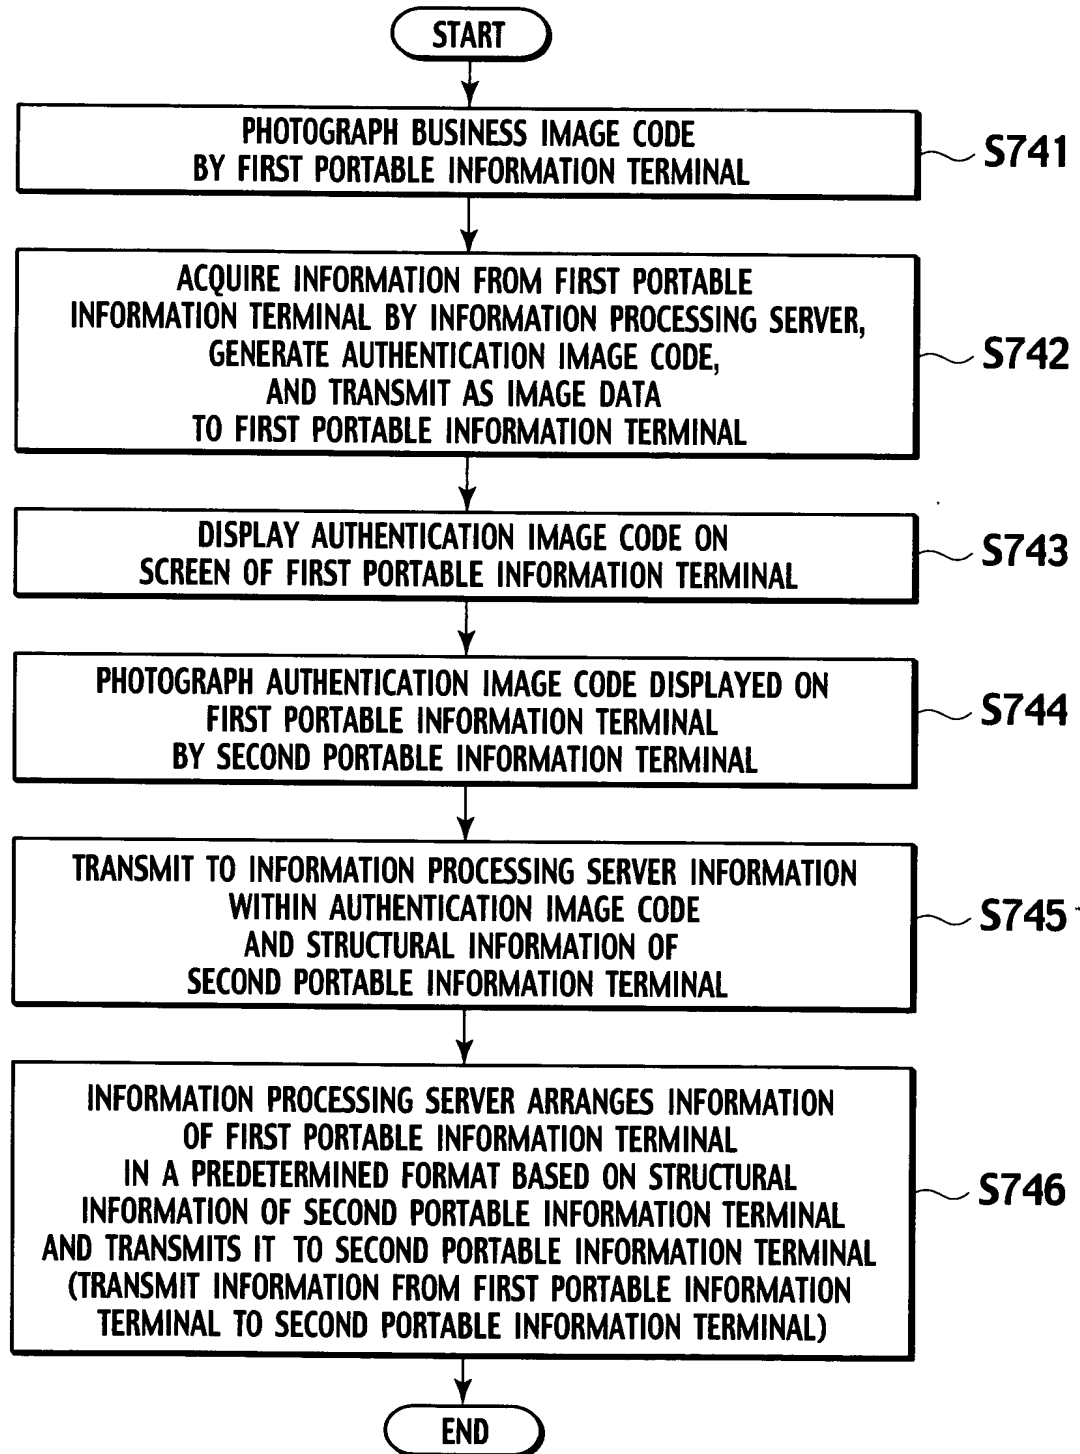 START
PHOTOGRAPH BUSINESS IMAGE CODE
BY FIRST PORTABLE INFORMATION TERMINAL
S741
ACQUIRE INFORMATION FROM FIRST PORTABLE
INFORMATION TERMINAL BY INFORMATION PROCESSING SERVER,
GENERATE AUTHENTICATION IMAGE CODE,
AND TRANSMIT AS IMAGE DATA
TO FIRST PORTABLE INFORMATION TERMINAL
S742
DISPLAY AUTHENTICATION IMAGE CODE ON
SCREEN OF FIRST PORTABLE INFORMATION TERMINAL
S743
PHOTOGRAPH AUTHENTICATION IMAGE CODE DISPLAYED ON
FIRST PORTABLE INFORMATION TERMINAL
BY SECOND PORTABLE INFORMATION TERMINAL
S744
TRANSMIT TO INFORMATION PROCESSING SERVER INFORMATION
WITHIN AUTHENTICATION IMAGE CODE
AND STRUCTURAL INFORMATION OF
SECOND PORTABLE INFORMATION TERMINAL
S745
INFORMATION PROCESSING SERVER ARRANGES INFORMATION
OF FIRST PORTABLE INFORMATION TERMINAL
IN A PREDETERMINED FORMAT BASED ON STRUCTURAL
INFORMATION OF SECOND PORTABLE INFORMATION TERMINAL
AND TRANSMITS IT TO SECOND PORTABLE INFORMATION TERMINAL
(TRANSMIT INFORMATION FROM FIRST PORTABLE INFORMATION
TERMINAL TO SECOND PORTABLE INFORMATION TERMINAL)
S746
END